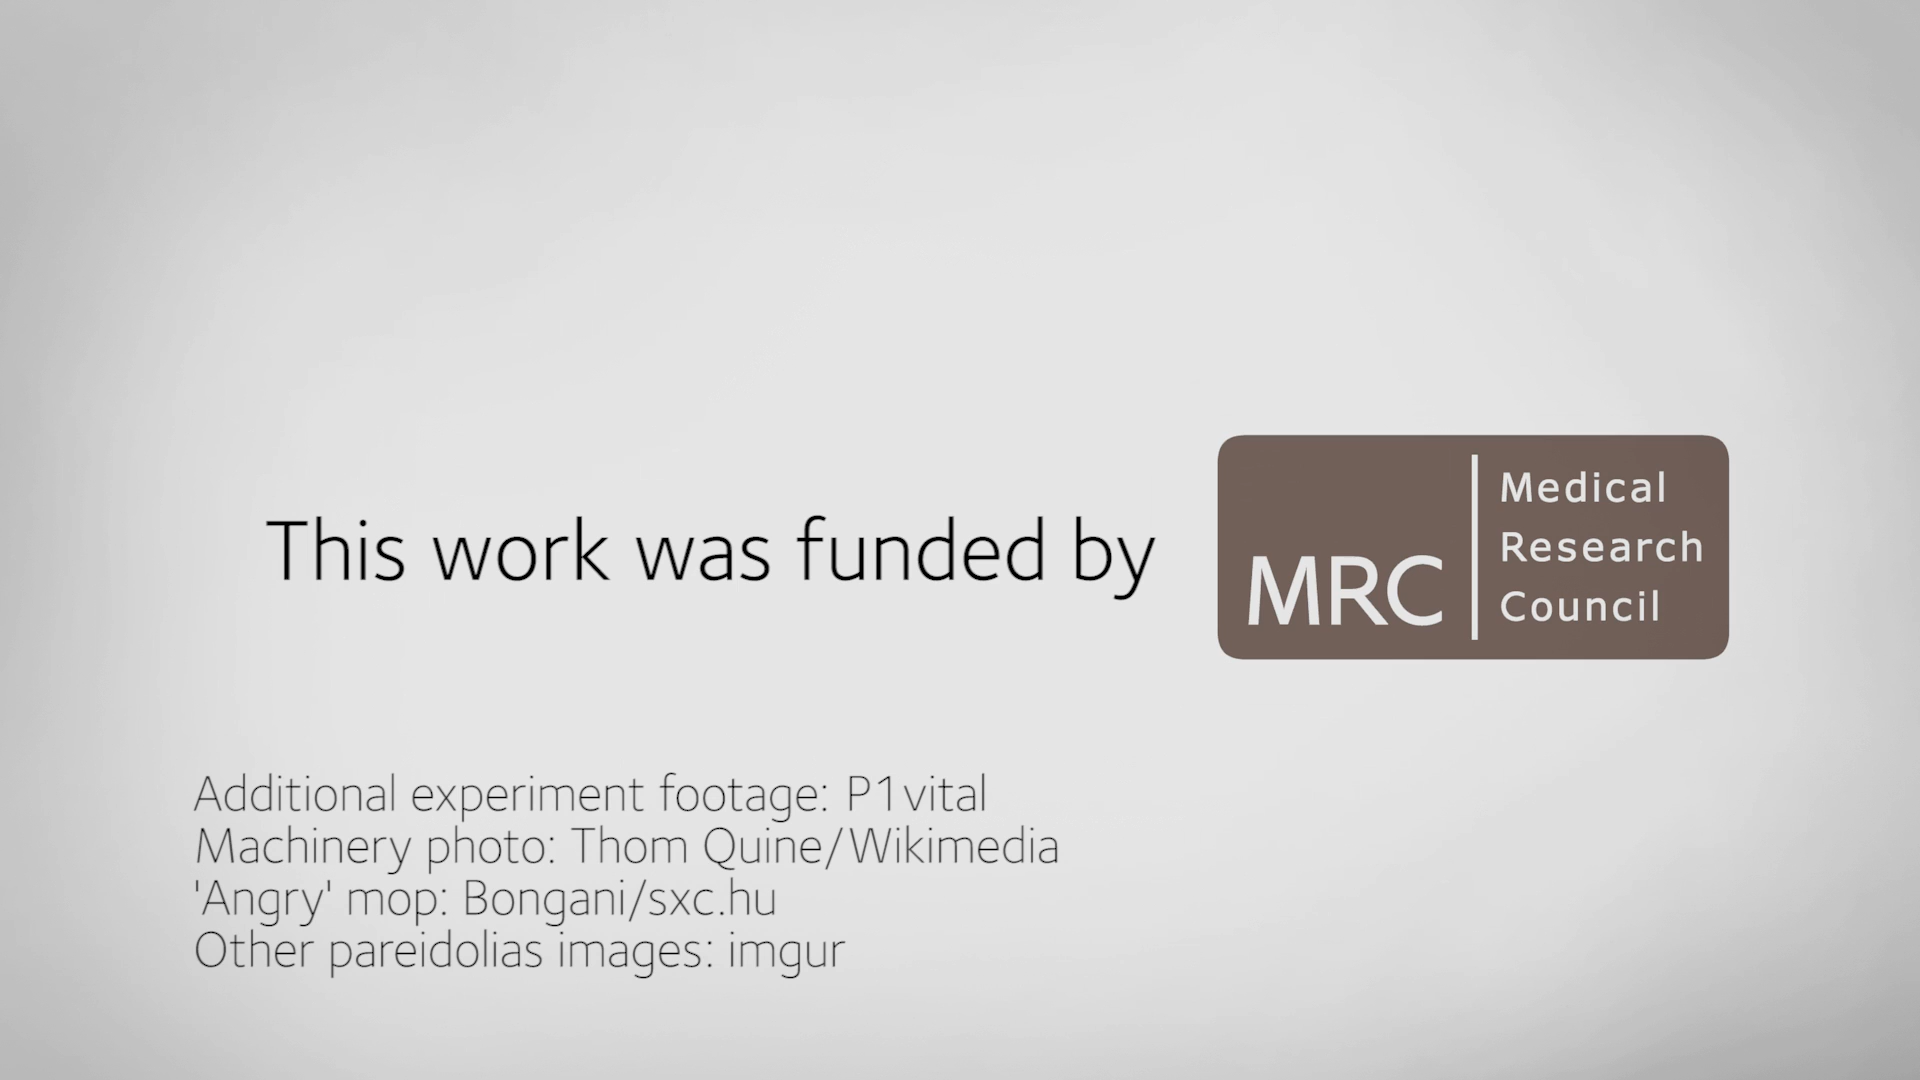 This work was funded by
MRC
Medical
Research
Council
Additional experiment footage: P1vital
Machinery photo: Thom Quine/Wikimedia
'Angry' mop: Bongani/sxc.hu
Other pareidolias images: imgur